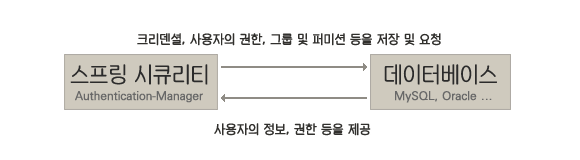 크리덴셜, 사용자의 권한, 그룹 및 퍼미션 등을 저장 및 요청
스프링 시큐리티
Authentication-Manager
데이터베이스
MySQL, Oracle ...
사용자의 정보, 권한 등을 제공